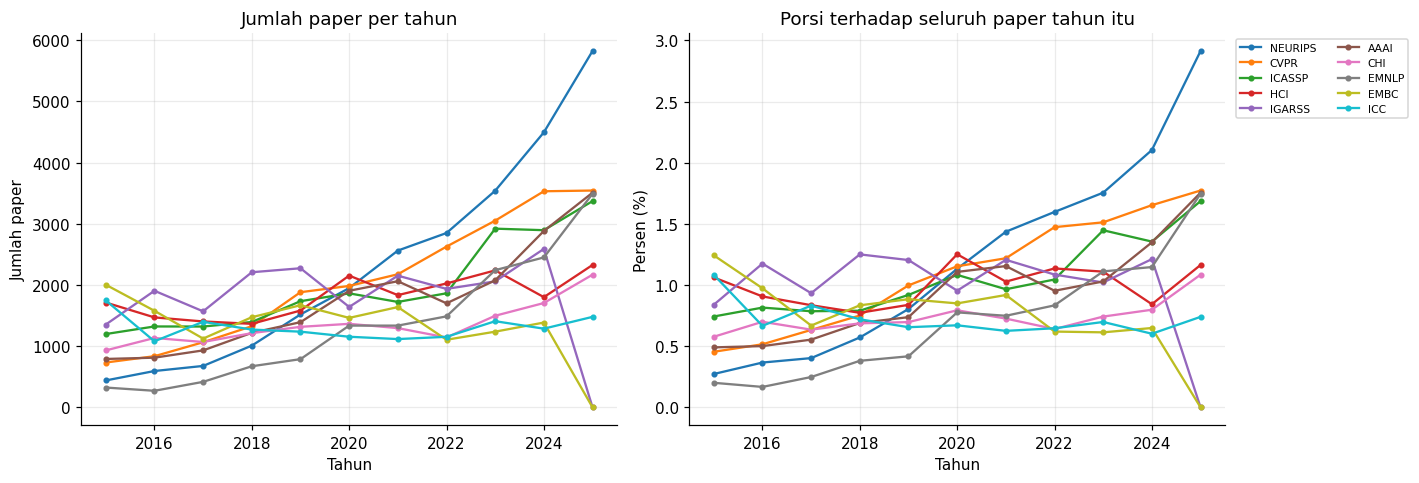 Jumlah paper per tahun
Jumlah paper
6000
5000
4000
3000
2000
1000
0
2016
2018
2020
2022
2024
Tahun
Porsi terhadap seluruh paper tahun itu
Persen (%)
3.0
2.5
2.0
1.5
1.0
0.5
0.0
2016
2018
2020
2022
2024
Tahun
NEURIPS
CVPR
ICASSP
HCI
IGARSS
AAAI
CHI
EMNLP
EMBC
ICC